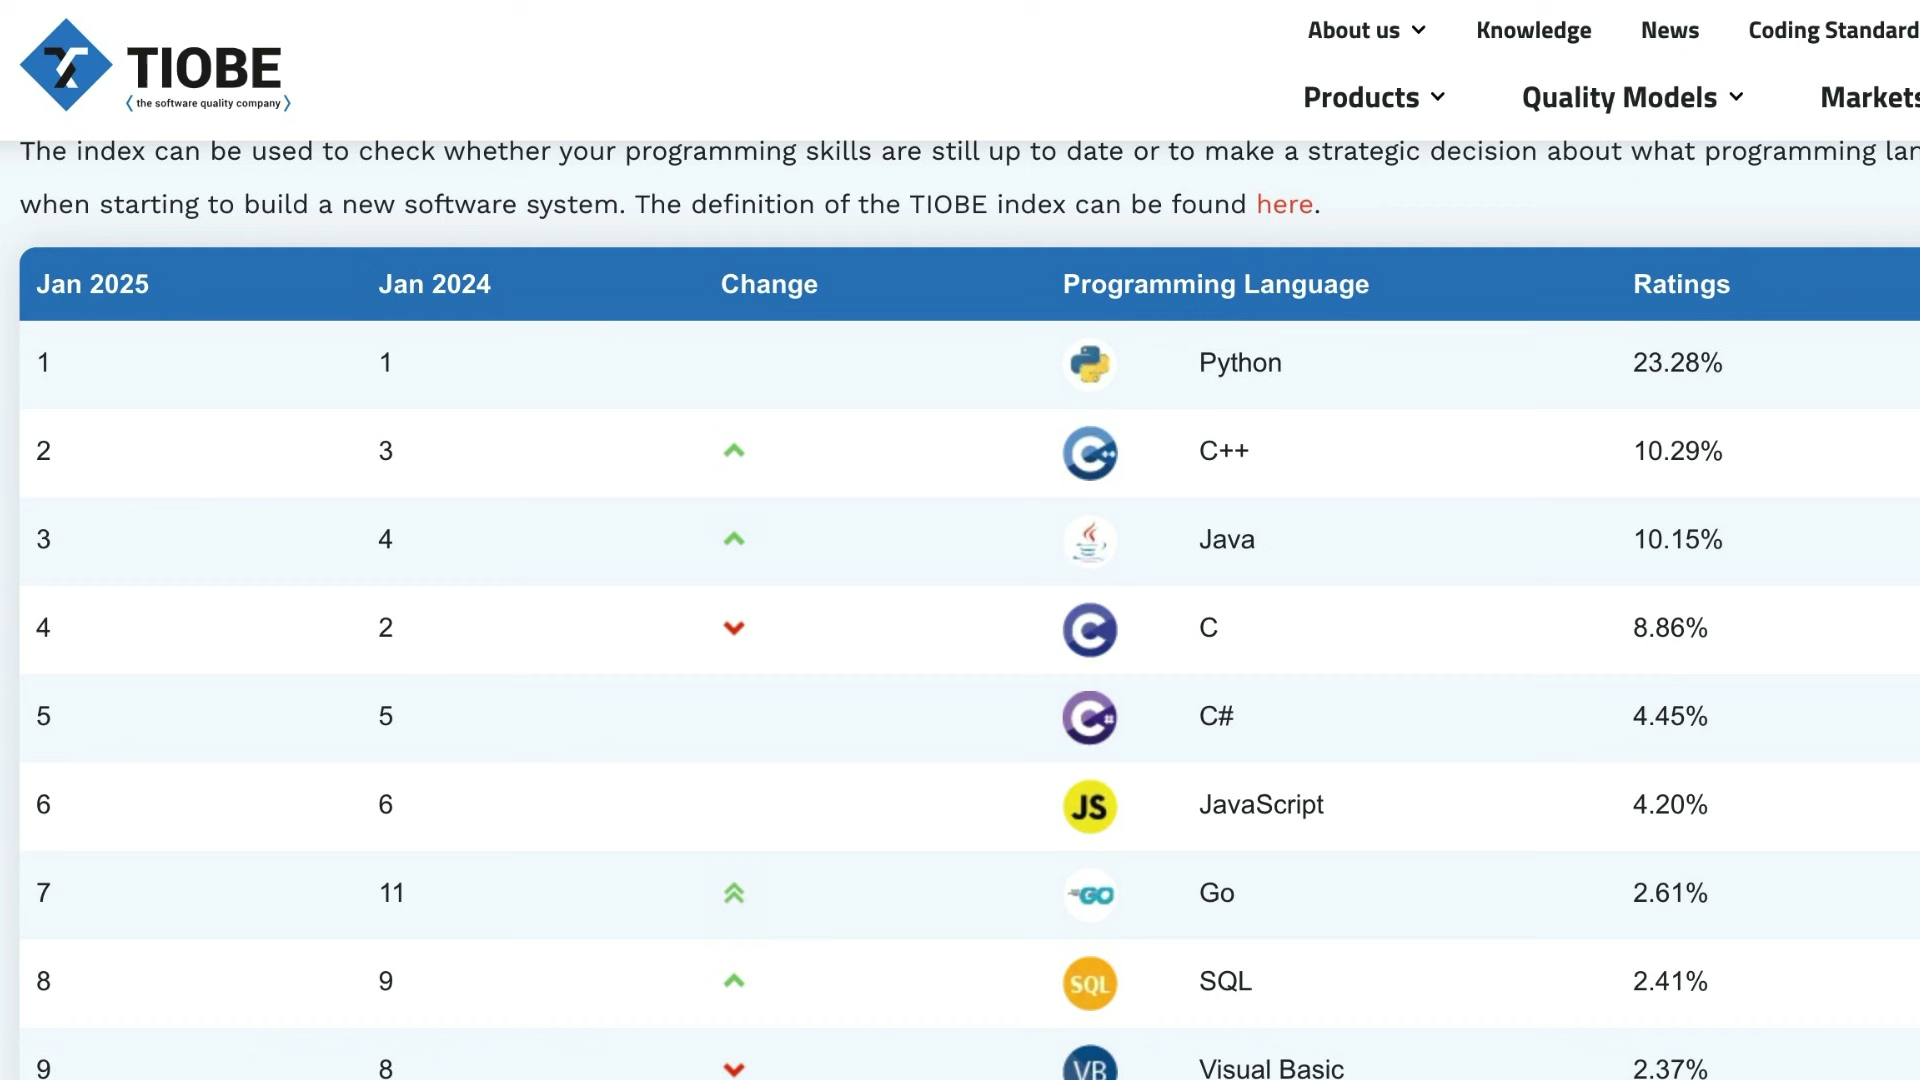 TIOBE
the software quality company
About us
Knowledge
News
Coding Standard
Products
Quality Models
Markets
The index can be used to check whether your programming skills are still up to date or to make a strategic decision about what programming lan
when starting to build a new software system. The definition of the TIOBE index can be found here.
Jan 2025 Jan 2024 Change Programming Language Ratings
1 1 Python 23.28%
2 3 C++ 10.29%
3 4 Java 10.15%
4 2 C 8.86%
5 5 C# 4.45%
6 6 JS JavaScript 4.20%
7 11 GO Go 2.61%
8 9 SQL SQL 2.41%
9 8 VB Visual Basic 2.37%